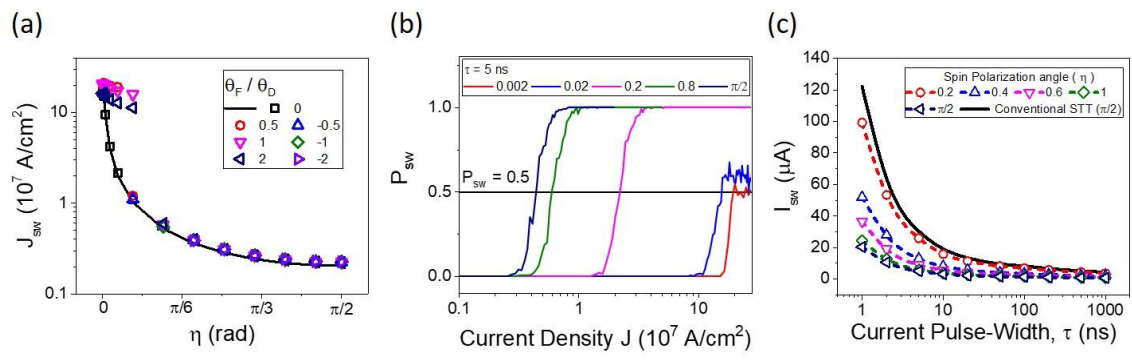 (a)
J_sw (10^7 A/cm^2)
10
1
0.1
θ_F / θ_D
0
0.5
-0.5
1
-1
2
-2
0
π/6
π/3
π/2
η (rad)
(b)
P_sw
1.0
0.5
0.0
τ = 5 ns
0.002
0.02
0.2
0.8
π/2
P_sw = 0.5
0.1
1
10
Current Density J (10^7 A/cm^2)
(c)
I_sw (μA)
140
120
100
80
60
40
20
0
Spin Polarization angle ( η )
0.2
0.4
0.6
1
π/2
Conventional STT (π/2)
1
10
100
1000
Current Pulse-Width, τ (ns)